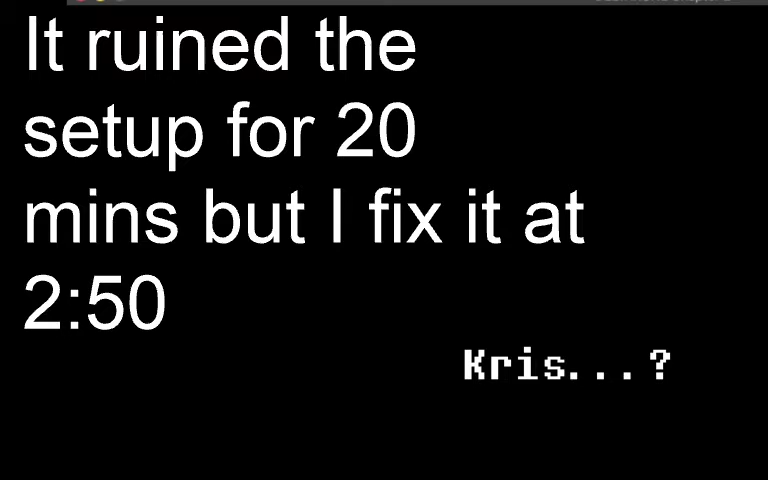 It ruined the
setup for 20
mins but I fix it at
2:50
Kris...?